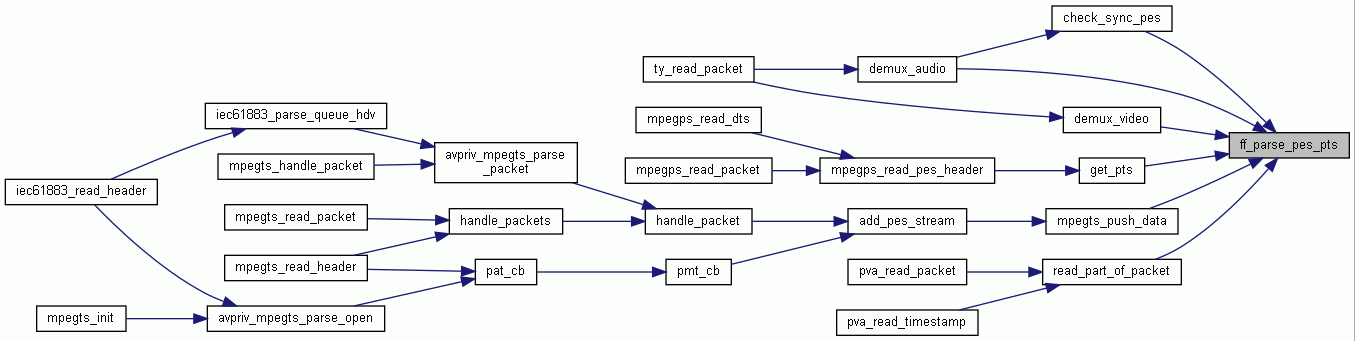 check_sync_pes
ty_read_packet
demux_audio
iec61883_parse_queue_hdv
mpegps_read_dts
demux_video
ff_parse_pes_pts
avpriv_mpegts_parse
_packet
mpegts_handle_packet
mpegps_read_packet
mpegps_read_pes_header
get_pts
iec61883_read_header
mpegts_read_packet
handle_packets
handle_packet
add_pes_stream
mpegts_push_data
mpegts_read_header
pat_cb
pmt_cb
pva_read_packet
read_part_of_packet
mpegts_init
avpriv_mpegts_parse_open
pva_read_timestamp